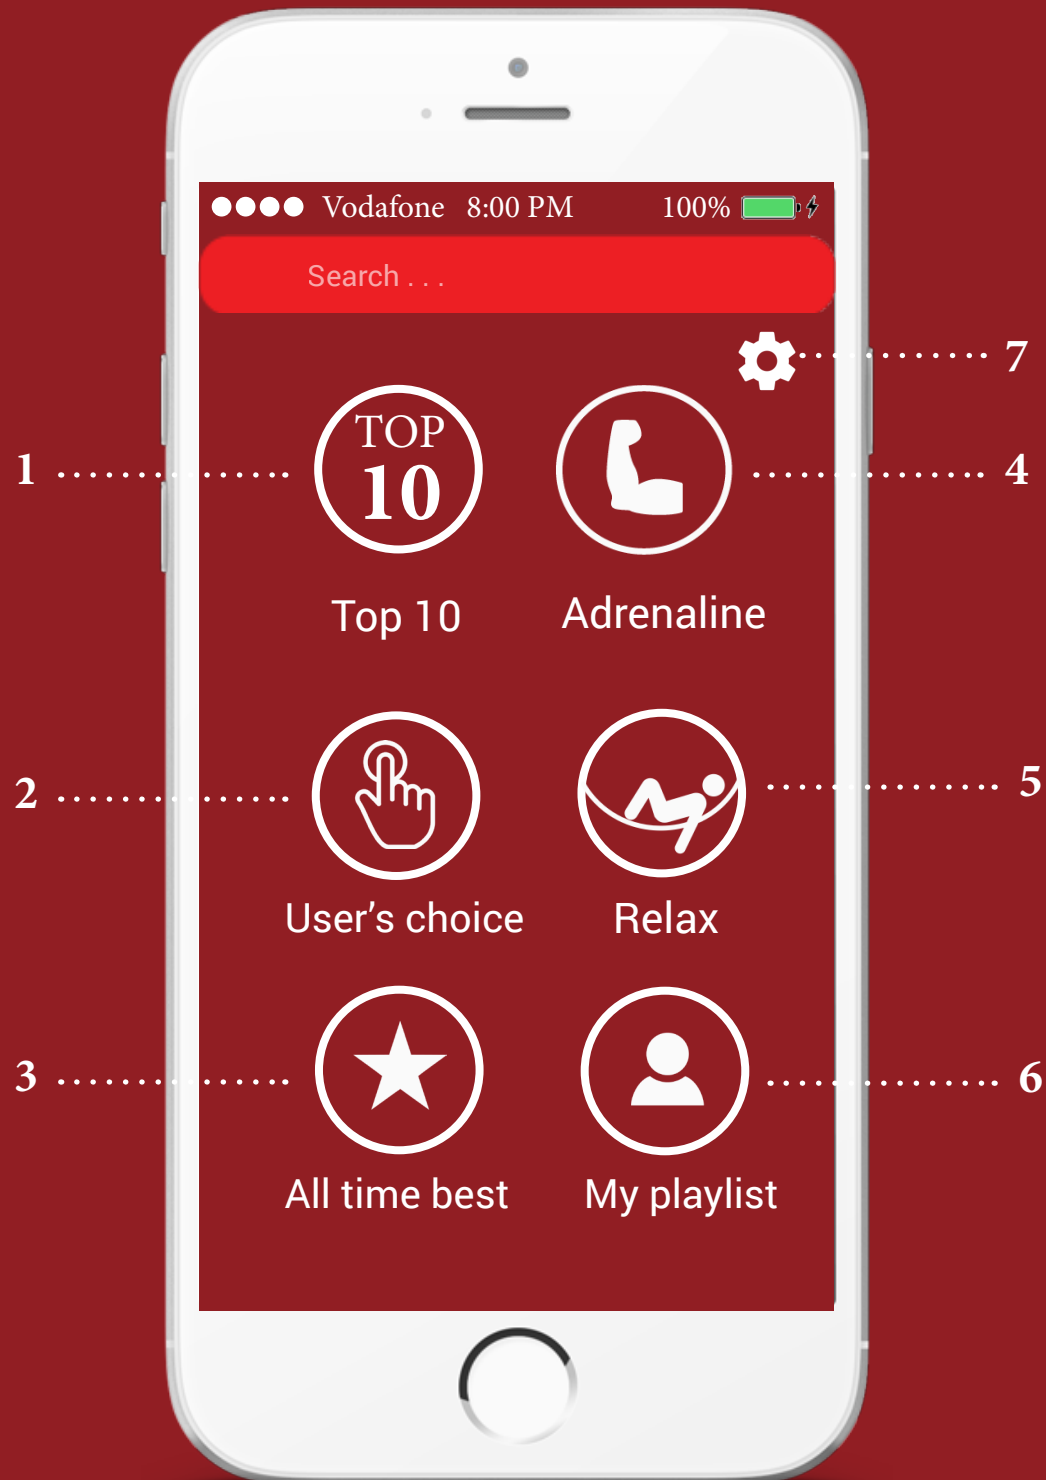 Vodafone 8:00 PM 100%
Search . . .
7
TOP
10
1
4
Top 10 Adrenaline
2
5
User’s choice Relax
3
6
All time best My playlist